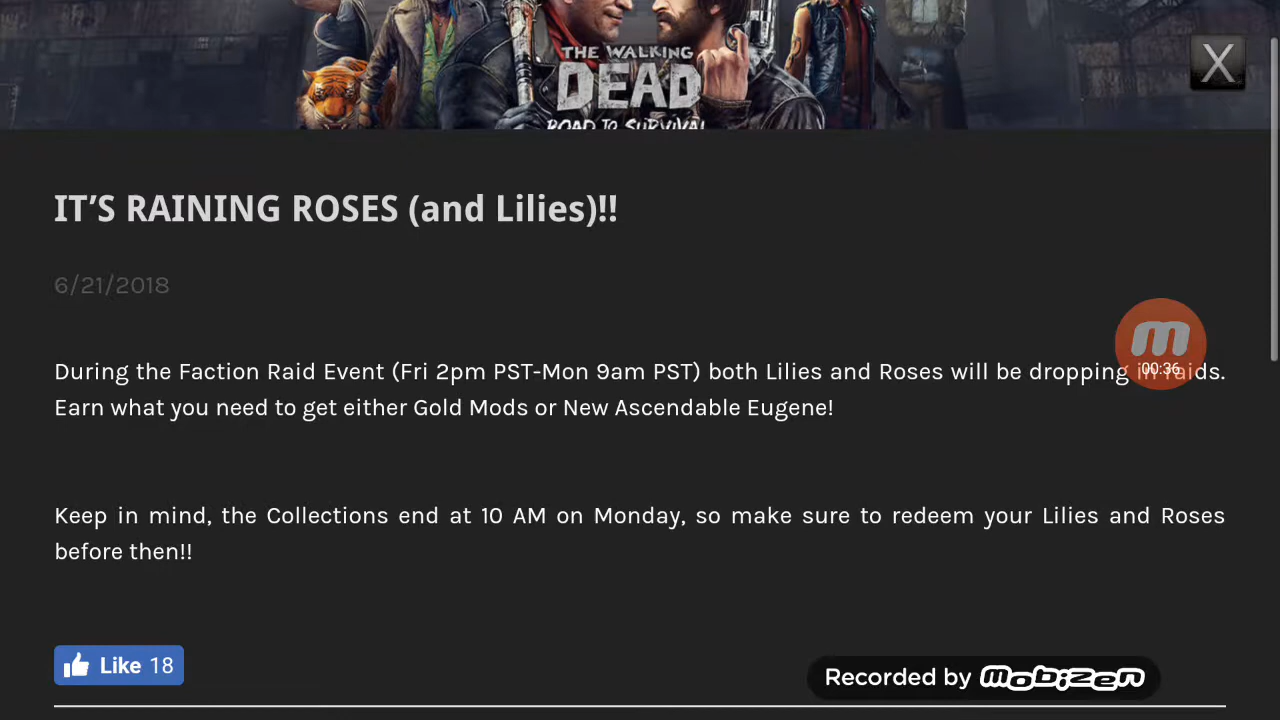 THE WALKING
DEAD
ROAD TO SURVIVAL
X
IT’S RAINING ROSES (and Lilies)!!
6/21/2018
During the Faction Raid Event (Fri 2pm PST-Mon 9am PST) both Lilies and Roses will be dropping in raids.
Earn what you need to get either Gold Mods or New Ascendable Eugene!
m
00:36
Keep in mind, the Collections end at 10 AM on Monday, so make sure to redeem your Lilies and Roses
before then!!
Like 18
Recorded by mobizen